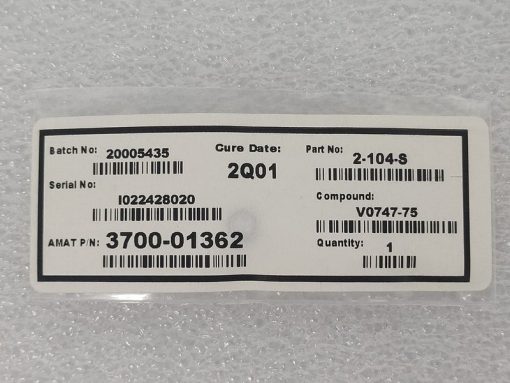 Batch No: 20005435
Cure Date:
2Q01
Part No:
2-104-S
Serial No:
I022428020
Compound:
V0747-75
AMAT P/N: 3700-01362
Quantity: 1